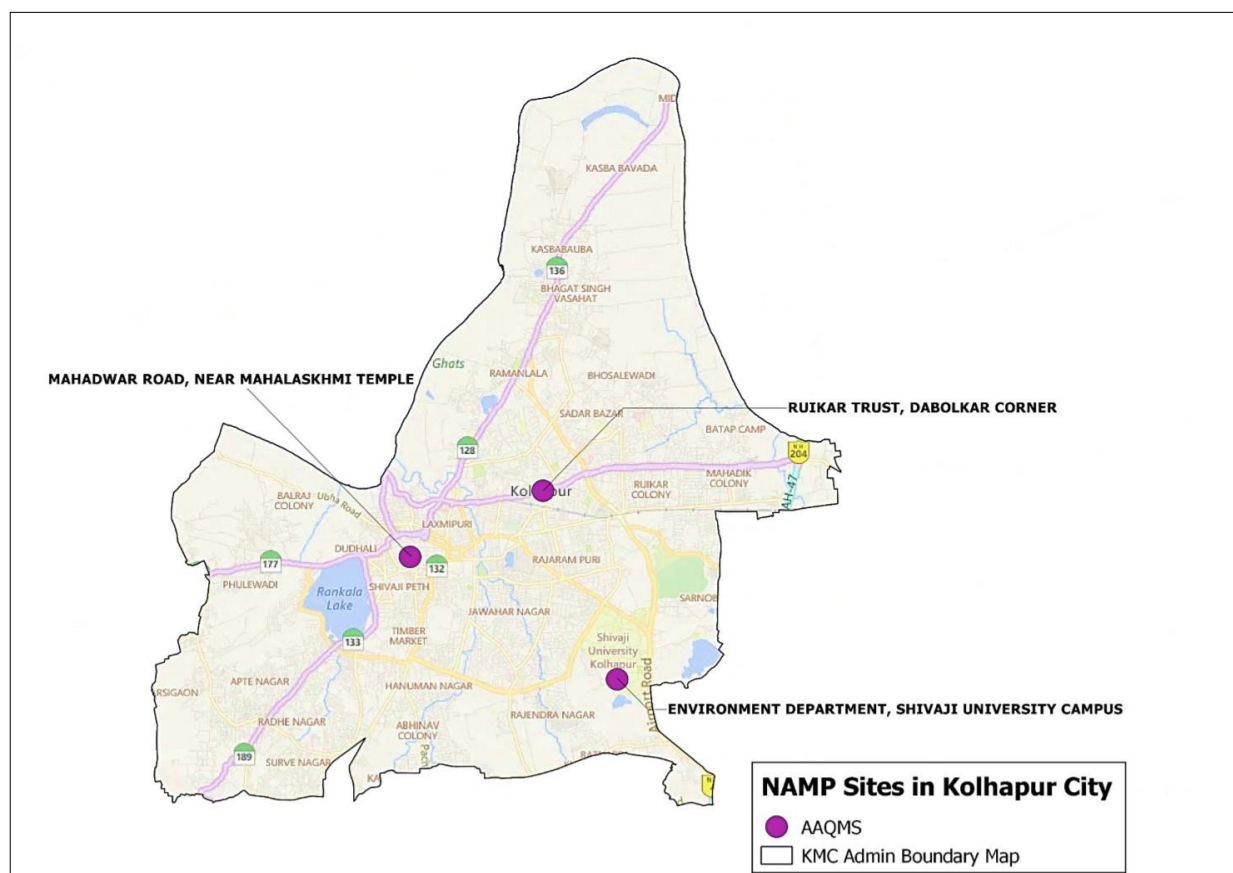 MID
KASBA BAVADA
KASBABAUBA
136
BHAGAT SINGH
VASAHAT
Ghats
RAMANLALA
BHOSALEWADI
MAHADWAR ROAD, NEAR MAHALASKHMI TEMPLE
SADAR BAZAR
RUIKAR TRUST, DABOLKAR CORNER
BATAP CAMP
128
NH
204
MAHADIK
COLONY
RUIKAR
COLONY
AH-47
BALRAJ
COLONY
Ubha Road
LAXMIPURI
DUDHALI
RAJARAM PURI
177
132
PHULEWADI
SHIVAJI PETH
Rankala
Lake
SARNOB
JAWAHAR NAGAR
TIMBER
MARKET
133
Shivaji
University
Kolhapur
Airport Road
APTE NAGAR
HANUMAN NAGAR
ARSIGAON
ENVIRONMENT DEPARTMENT, SHIVAJI UNIVERSITY CAMPUS
RADHE NAGAR
ABHINAV
COLONY
RAJENDRA NAGAR
189
SURVE NAGAR
NAMP Sites in Kolhapur City
AAQMS
KMC Admin Boundary Map